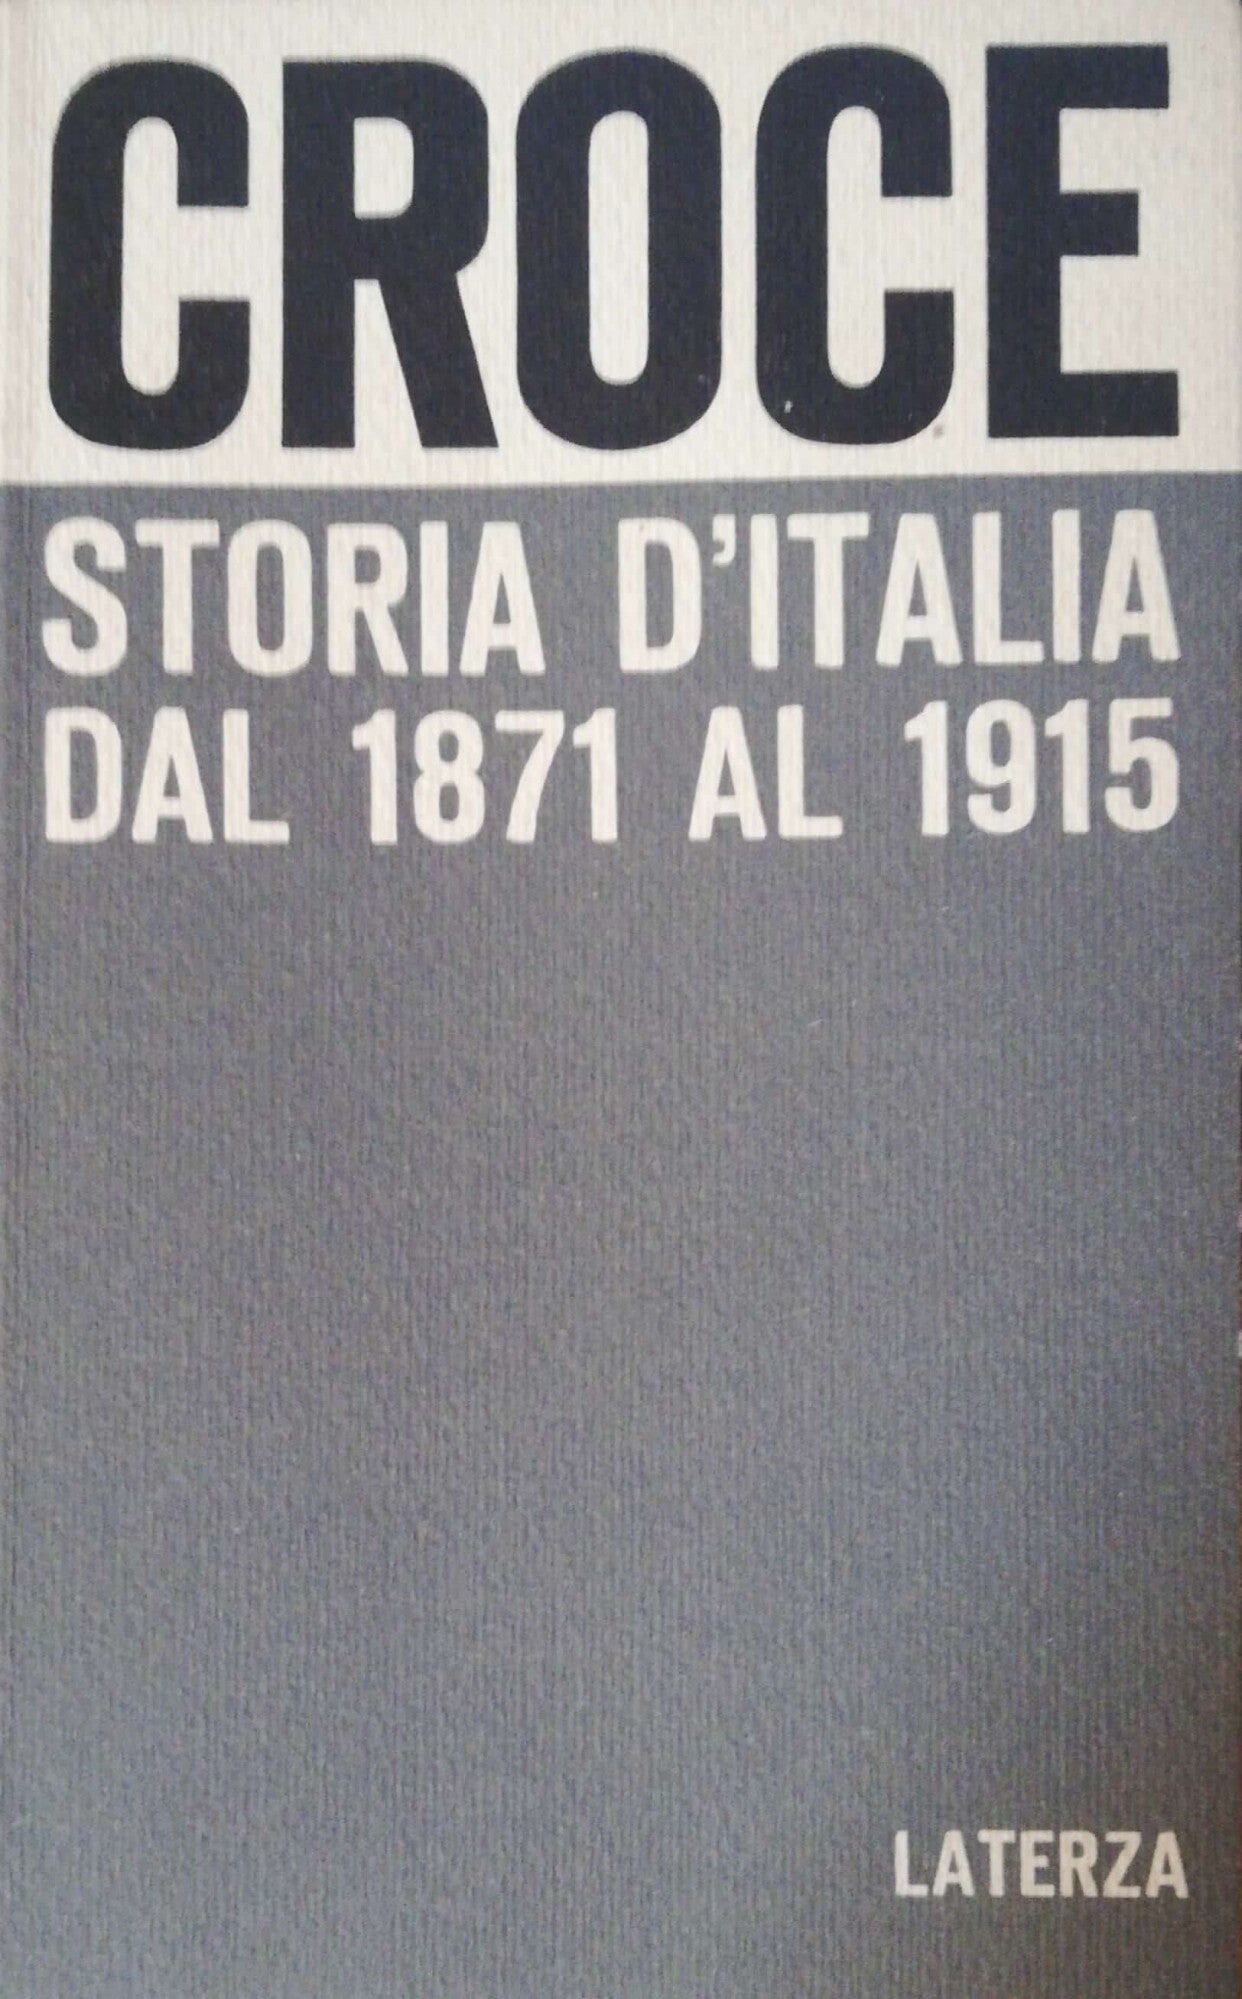 CROCE
STORIA D'ITALIA
DAL 1871 AL 1915
LATERZA